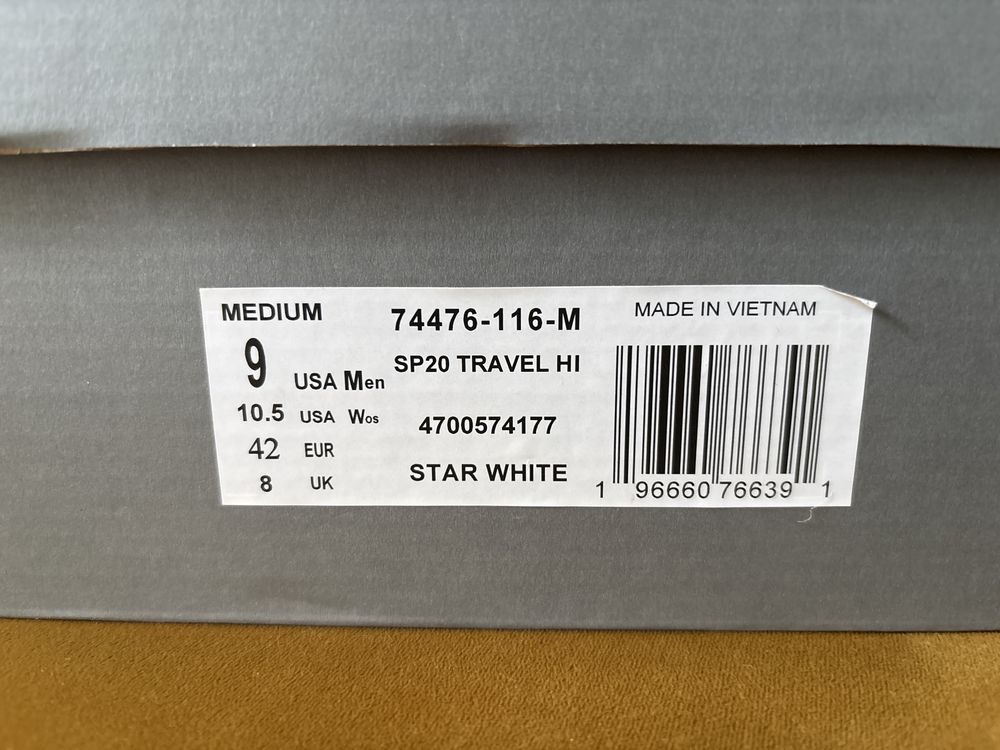 MEDIUM
9 USA Men
10.5 USA Wos
42 EUR
8 UK
74476-116-M
SP20 TRAVEL HI
4700574177
STAR WHITE
MADE IN VIETNAM
1 96660 76639 1